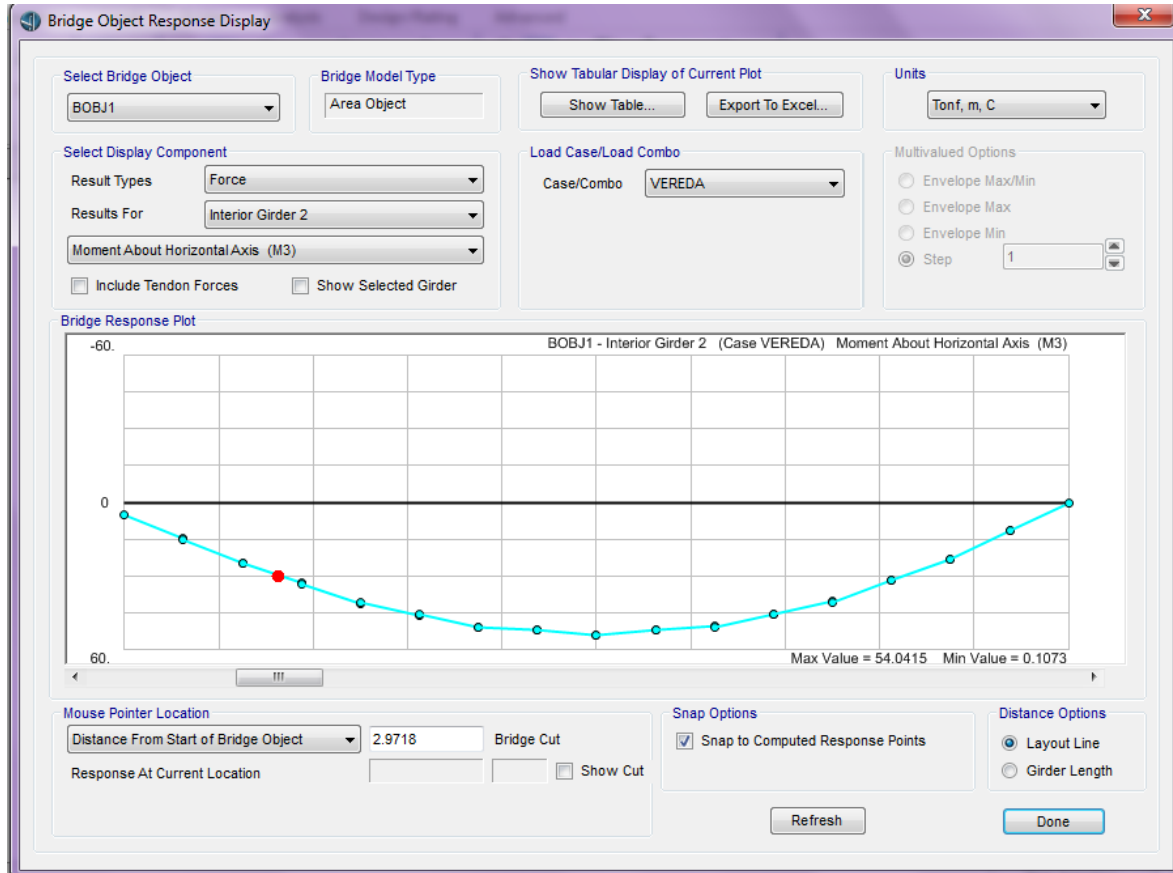 Bridge Object Response Display
Select Bridge Object
BOBJ1
Bridge Model Type
Area Object
Show Tabular Display of Current Plot
Show Table...
Export To Excel...
Units
Tonf, m, C
Select Display Component
Result Types
Force
Results For
Interior Girder 2
Moment About Horizontal Axis (M3)
Include Tendon Forces
Show Selected Girder
Load Case/Load Combo
Case/Combo
VEREDA
Multivalued Options
Envelope Max/Min
Envelope Max
Envelope Min
Step
1
Bridge Response Plot
-60.
BOBJ1 - Interior Girder 2 (Case VEREDA) Moment About Horizontal Axis (M3)
0
60.
Max Value = 54.0415 Min Value = 0.1073
Mouse Pointer Location
Distance From Start of Bridge Object
2.9718
Bridge Cut
Response At Current Location
Show Cut
Snap Options
Snap to Computed Response Points
Distance Options
Layout Line
Girder Length
Refresh
Done